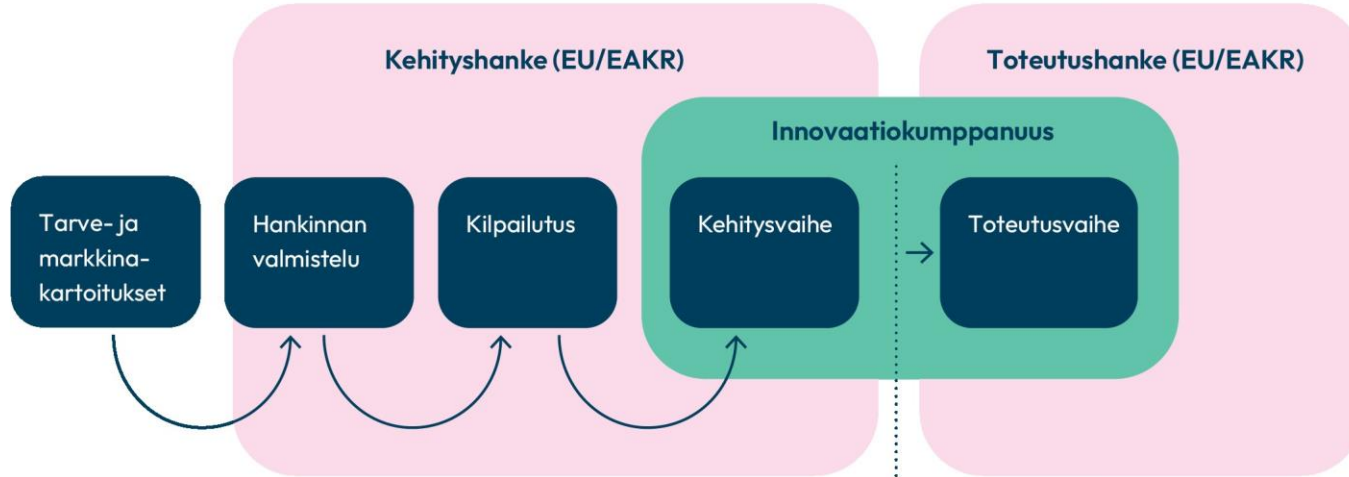 Kehityshanke (EU/EAKR)
Toteutushanke (EU/EAKR)
Innovaatiokumppanuus
Tarve- ja
markkina-
kartoitukset
Hankinnan
valmistelu
Kilpailutus
Kehitysvaihe
Toteutusvaihe